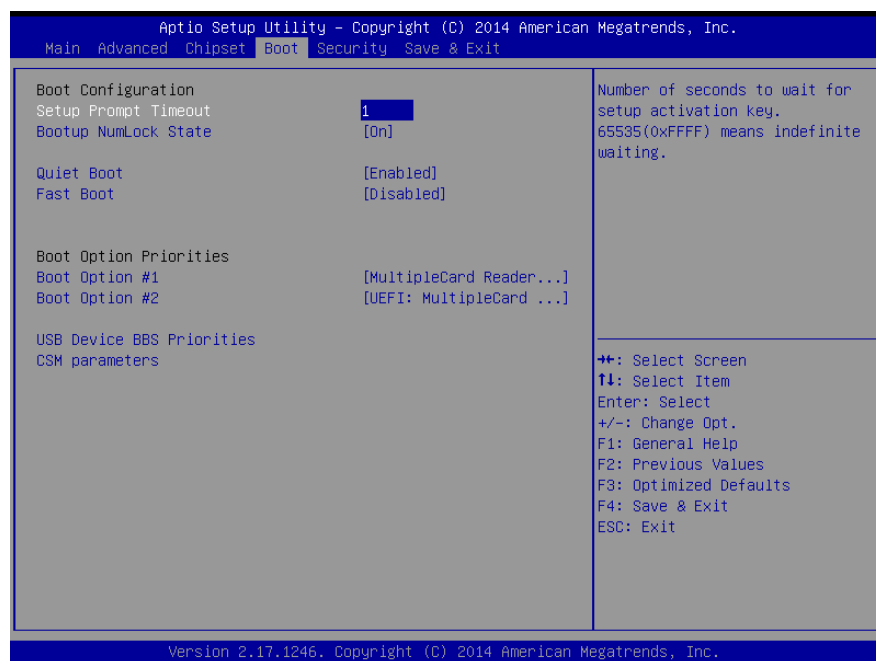 Aptio Setup Utility – Copyright (C) 2014 American Megatrends, Inc.
Main Advanced Chipset Boot Security Save & Exit
Boot Configuration
Setup Prompt Timeout 1
Bootup NumLock State [On]
Quiet Boot [Enabled]
Fast Boot [Disabled]
Boot Option Priorities
Boot Option #1 [MultipleCard Reader...]
Boot Option #2 [UEFI: MultipleCard ...]
USB Device BBS Priorities
CSM parameters
Number of seconds to wait for
setup activation key.
65535(0xFFFF) means indefinite
waiting.
→←: Select Screen
↑↓: Select Item
Enter: Select
+/-: Change Opt.
F1: General Help
F2: Previous Values
F3: Optimized Defaults
F4: Save & Exit
ESC: Exit
Version 2.17.1246. Copyright (C) 2014 American Megatrends, Inc.